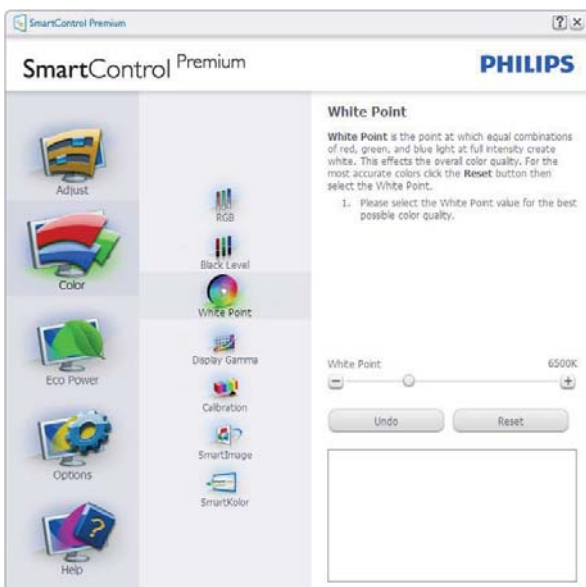 SmartControl Premium
? ×
SmartControl Premium
PHILIPS
Adjust
Color
Eco Power
Options
Help
RGB
Black Level
White Point
Display Gamma
Calibration
SmartImage
SmartKolor
White Point
White Point is the point at which equal combinations
of red, green, and blue light at full intensity create
white. This effects the overall color quality. For the
most accurate colors click the Reset button then
select the White Point.
1. Please select the White Point value for the best
possible color quality.
White Point 6500K
Undo Reset